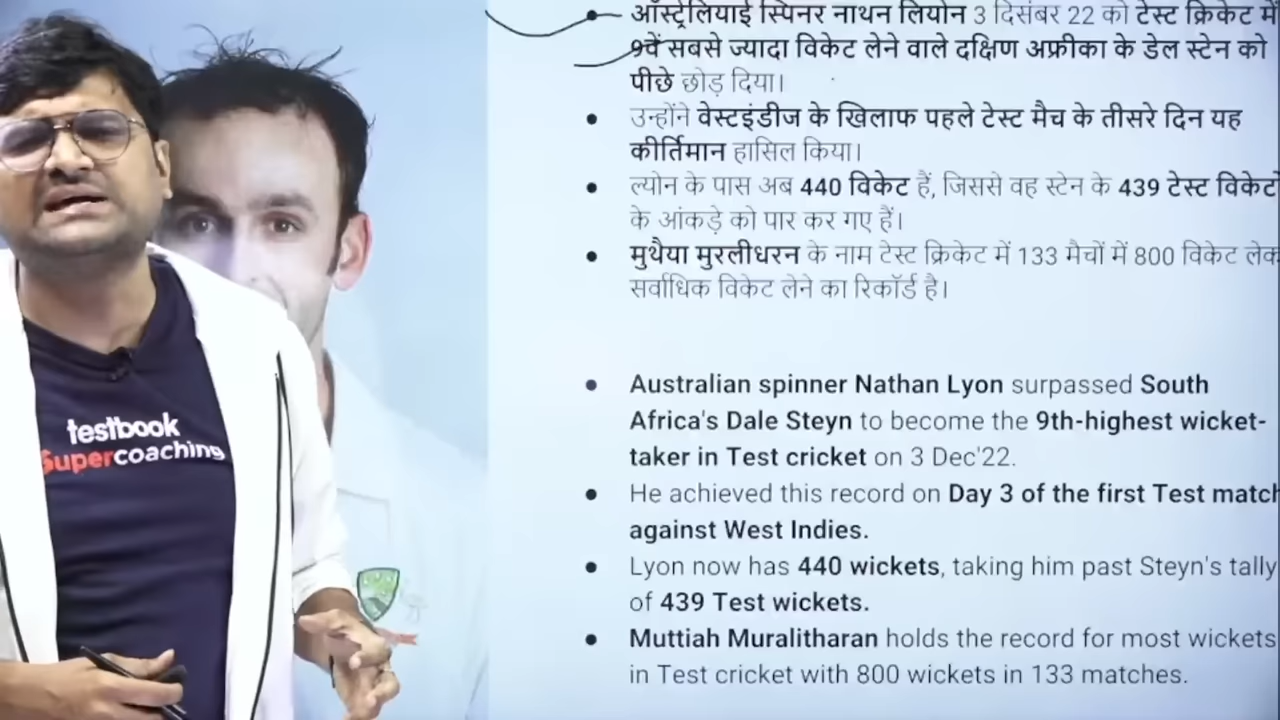 ऑस्ट्रेलियाई स्पिनर नाथन लियोन 3 दिसंबर 22 को टेस्ट क्रिकेट में
9वें सबसे ज्यादा विकेट लेने वाले दक्षिण अफ्रीका के डेल स्टेन को
पीछे छोड़ दिया।
उन्होंने वेस्टइंडीज के खिलाफ पहले टेस्ट मैच के तीसरे दिन यह
कीर्तिमान हासिल किया।
ल्योन के पास अब 440 विकेट हैं, जिससे वह स्टेन के 439 टेस्ट विकेटों
के आंकड़े को पार कर गए हैं।
मुथैया मुरलीधरन के नाम टेस्ट क्रिकेट में 133 मैचों में 800 विकेट लेक
सर्वाधिक विकेट लेने का रिकॉर्ड है।
Australian spinner Nathan Lyon surpassed South
Africa's Dale Steyn to become the 9th-highest wicket-
taker in Test cricket on 3 Dec'22.
He achieved this record on Day 3 of the first Test match
against West Indies.
Lyon now has 440 wickets, taking him past Steyn's tally
of 439 Test wickets.
Muttiah Muralitharan holds the record for most wickets
in Test cricket with 800 wickets in 133 matches.
testbook
Supercoaching